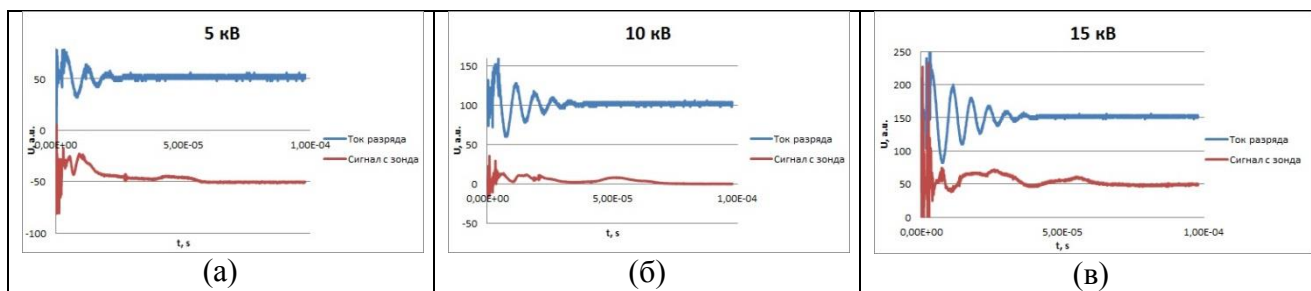 5 кВ
50
0
0,00E+00
5,00E-05
1,00E-04
-50
-100
U, a.u.
t, s
Ток разряда
Сигнал с зонда
(а)
10 кВ
150
100
50
0
0,00E+00
5,00E-05
1,00E-04
-50
U, a.u.
t, s
Ток разряда
Сигнал с зонда
(б)
15 кВ
250
200
150
100
50
0
0,00E+00
5,00E-05
1,00E-04
U, a.u.
t, s
Ток разряда
Сигнал с зонда
(в)